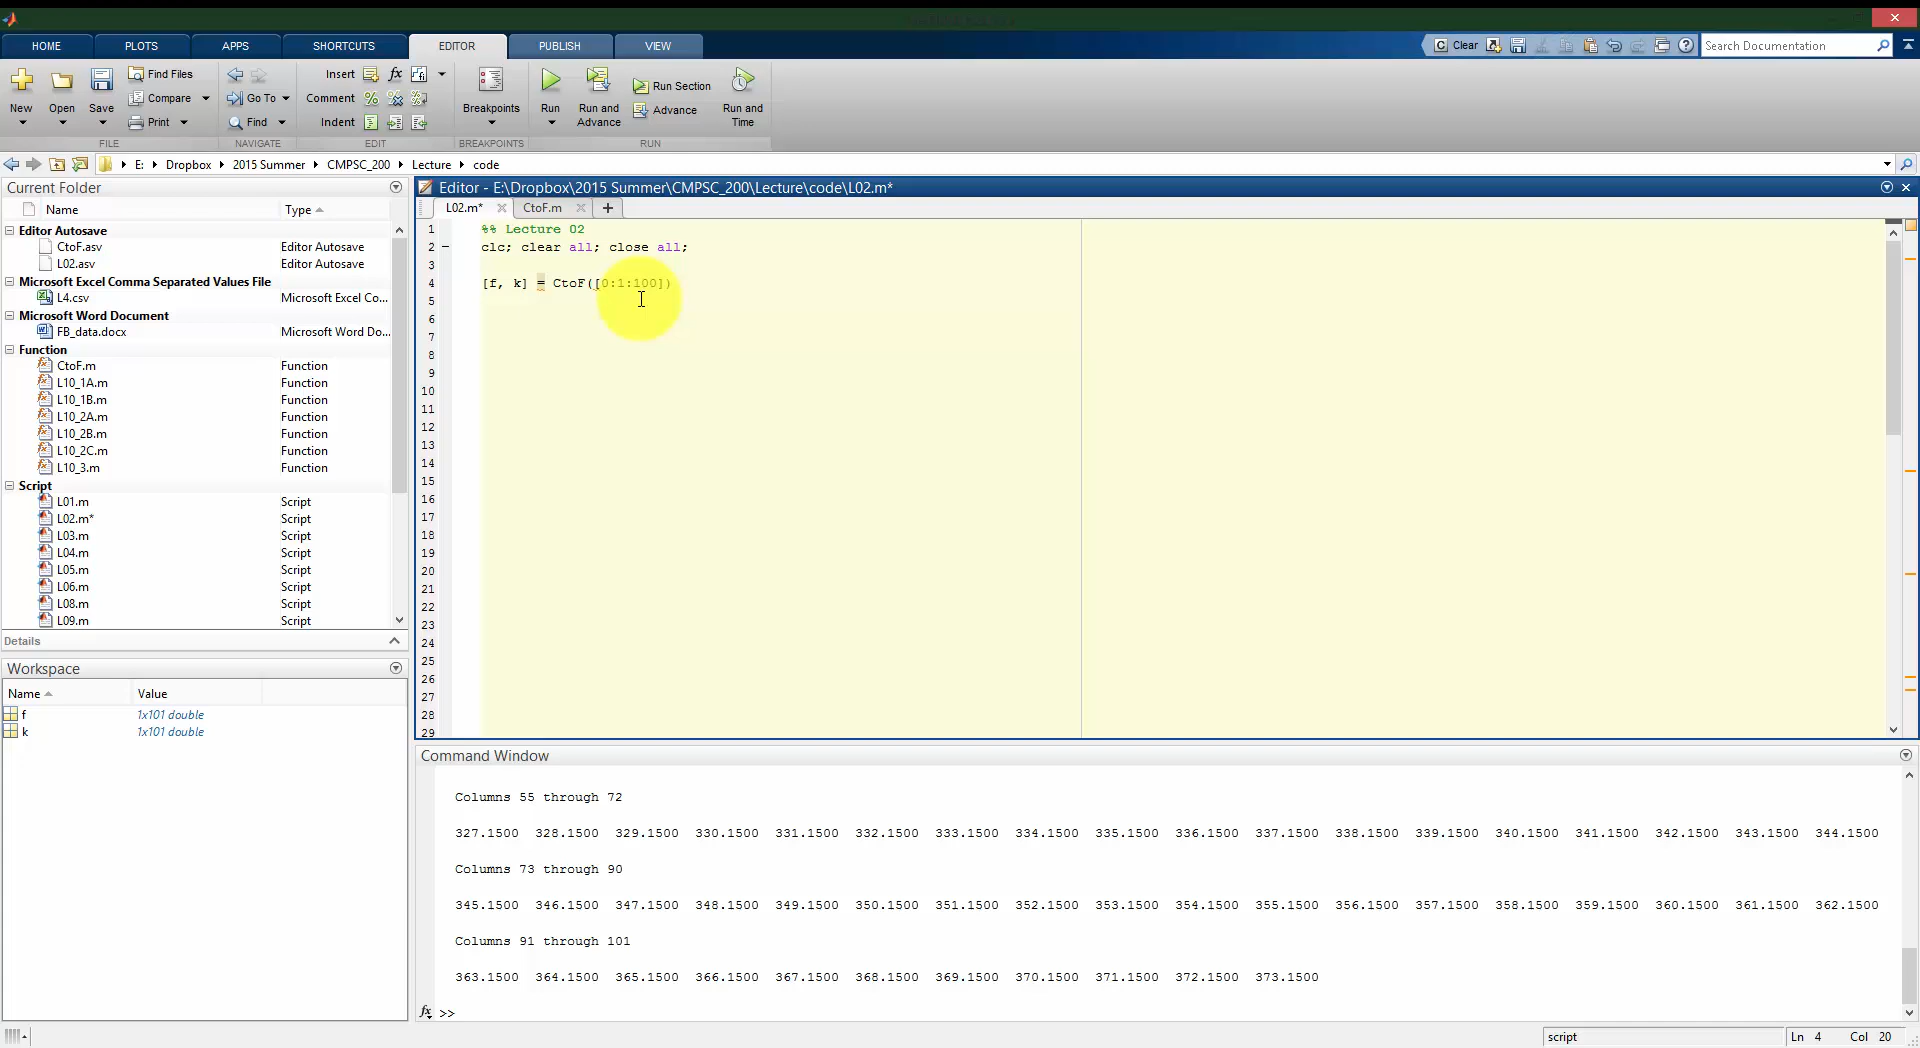 HOME PLOTS APPS SHORTCUTS EDITOR PUBLISH VIEW Clear Search Documentation
New Open Save Find Files Compare Print Go To Find Insert Comment Indent Breakpoints Run Run and Advance Run Section Advance Run and Time
FILE NAVIGATE EDIT BREAKPOINTS RUN
E: Dropbox 2015 Summer CMPSC_200 Lecture code
Current Folder
Name Type
Editor Autosave
CtoF.asv Editor Autosave
L02.asv Editor Autosave
Microsoft Excel Comma Separated Values File
L4.csv Microsoft Excel Co...
Microsoft Word Document
FB_data.docx Microsoft Word Do...
Function
CtoF.m Function
L10_1A.m Function
L10_1B.m Function
L10_2A.m Function
L10_2B.m Function
L10_2C.m Function
L10_3.m Function
Script
L01.m Script
L02.m* Script
L03.m Script
L04.m Script
L05.m Script
L06.m Script
L08.m Script
L09.m Script
Details
Workspace
Name Value
f 1x101 double
k 1x101 double
Editor - E:\Dropbox\2015 Summer\CMPSC_200\Lecture\code\L02.m*
L02.m* CtoF.m
1 %% Lecture 02
2 clc; clear all; close all;
3
4 [f, k] = CtoF([0:1:100])
5
6
7
8
9
10
11
12
13
14
15
16
17
18
19
20
21
22
23
24
25
26
27
28
29
Command Window
Columns 55 through 72
327.1500 328.1500 329.1500 330.1500 331.1500 332.1500 333.1500 334.1500 335.1500 336.1500 337.1500 338.1500 339.1500 340.1500 341.1500 342.1500 343.1500 344.1500
Columns 73 through 90
345.1500 346.1500 347.1500 348.1500 349.1500 350.1500 351.1500 352.1500 353.1500 354.1500 355.1500 356.1500 357.1500 358.1500 359.1500 360.1500 361.1500 362.1500
Columns 91 through 101
363.1500 364.1500 365.1500 366.1500 367.1500 368.1500 369.1500 370.1500 371.1500 372.1500 373.1500
fx >>
script Ln 4 Col 20